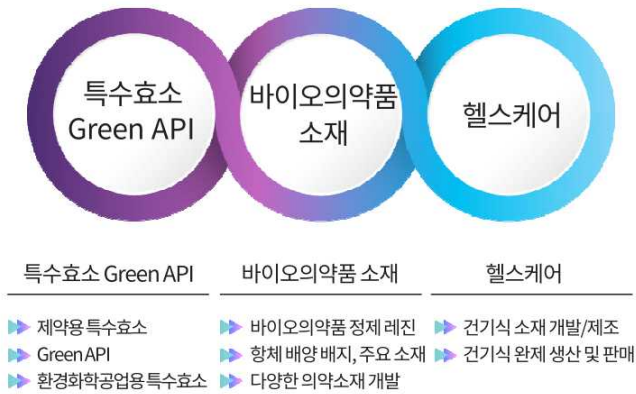 특수효소
Green API
바이오의약품
소재
헬스케어
특수효소 Green API
제약용 특수효소
Green API
환경화학공업용 특수효소
바이오의약품 소재
바이오의약품 정제 레진
항체 배양 배지, 주요 소재
다양한 의약소재 개발
헬스케어
건기식 소재 개발/제조
건기식 완제 생산 및 판매